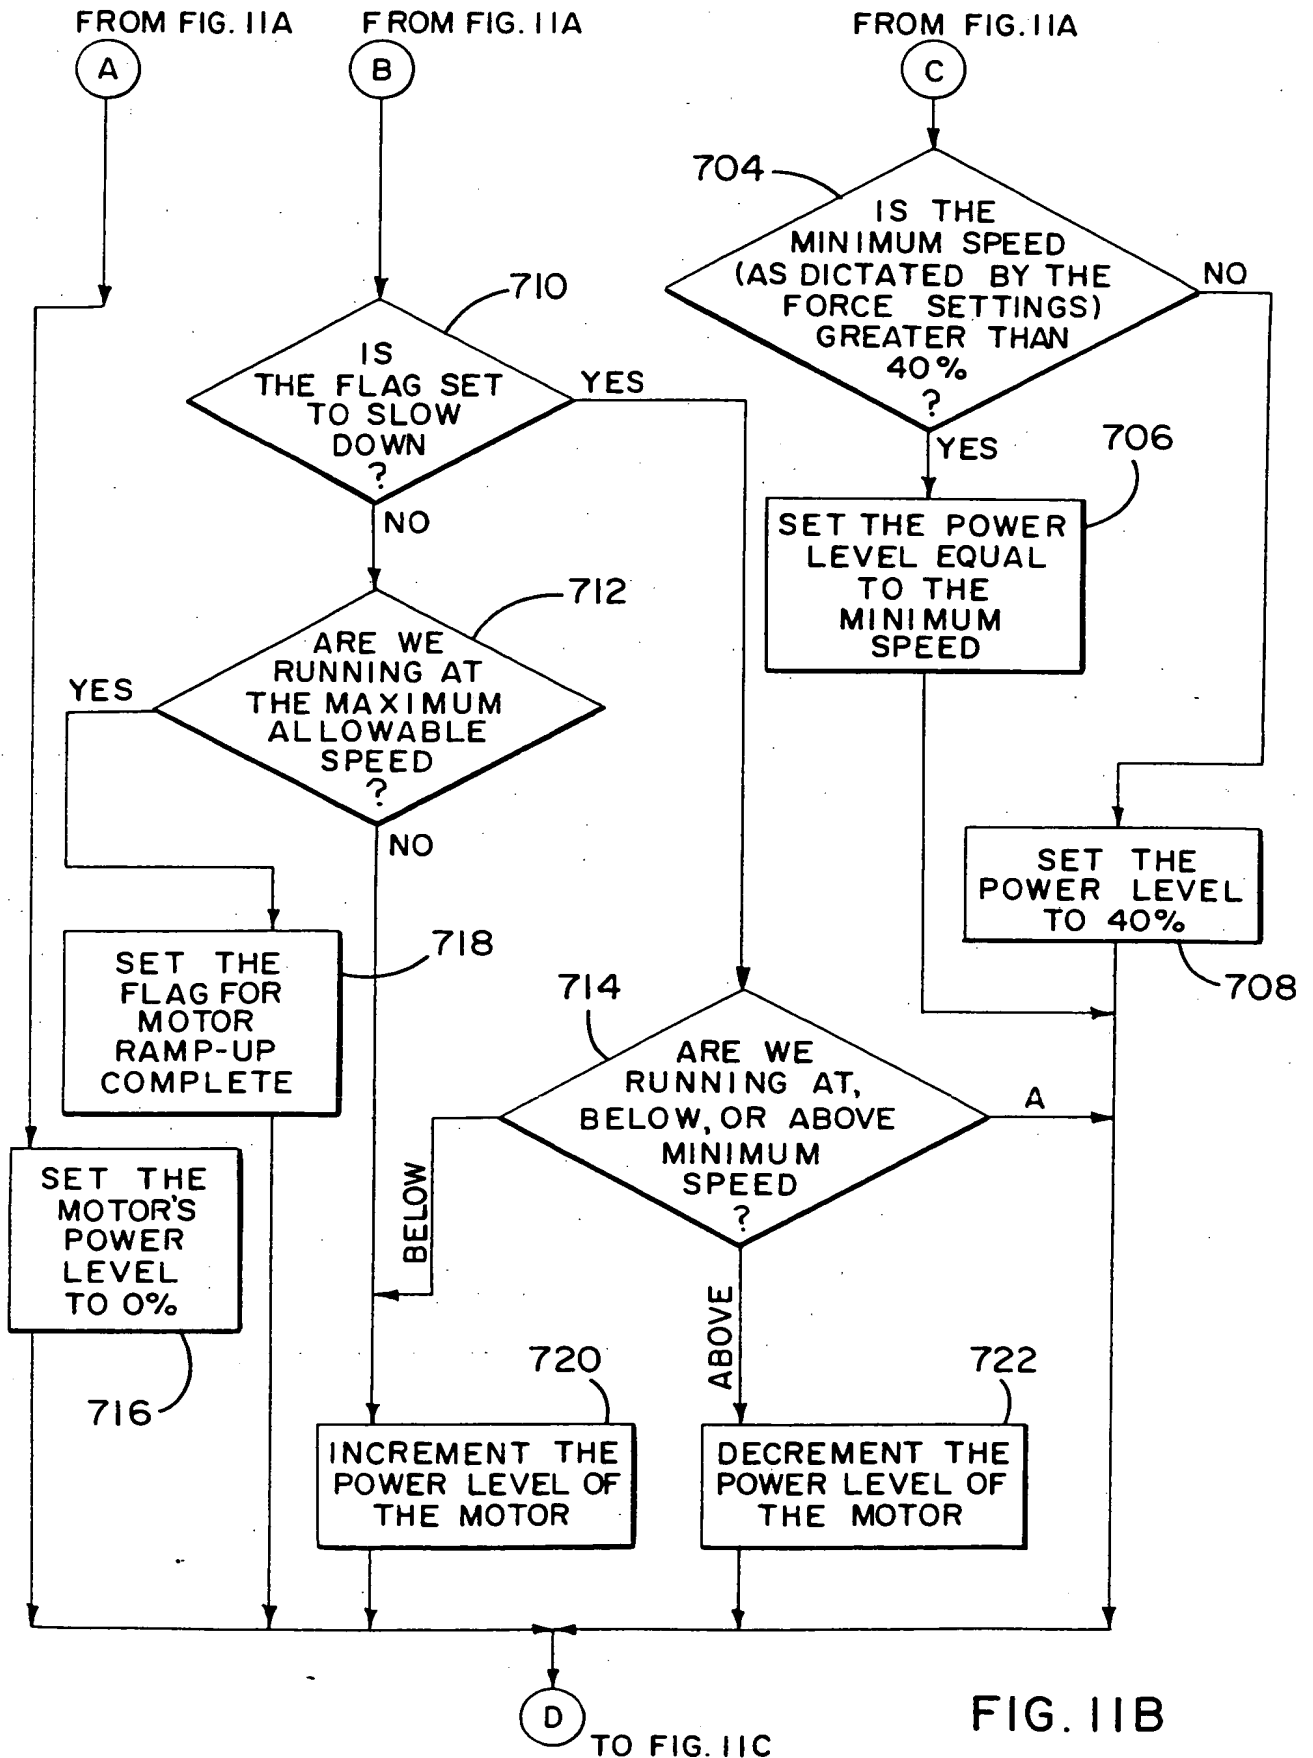 FROM FIG. 11A
FROM FIG. 11A
FROM FIG. 11A
A
B
C
704
IS THE
MINIMUM SPEED
(AS DICTATED BY THE
FORCE SETTINGS)
GREATER THAN
40%
?
NO
YES
710
IS
THE FLAG SET
TO SLOW
DOWN
?
YES
NO
706
SET THE POWER
LEVEL EQUAL
TO THE
MINIMUM
SPEED
712
ARE WE
RUNNING AT
THE MAXIMUM
ALLOWABLE
SPEED
?
YES
NO
SET THE
POWER LEVEL
TO 40%
708
718
SET THE
FLAG FOR
MOTOR
RAMP-UP
COMPLETE
714
ARE WE
RUNNING AT,
BELOW, OR ABOVE
MINIMUM
SPEED
?
A
BELOW
ABOVE
SET THE
MOTOR'S
POWER
LEVEL
TO 0%
716
720
INCREMENT THE
POWER LEVEL OF
THE MOTOR
722
DECREMENT THE
POWER LEVEL OF
THE MOTOR
D
TO FIG. 11C
FIG. 11B